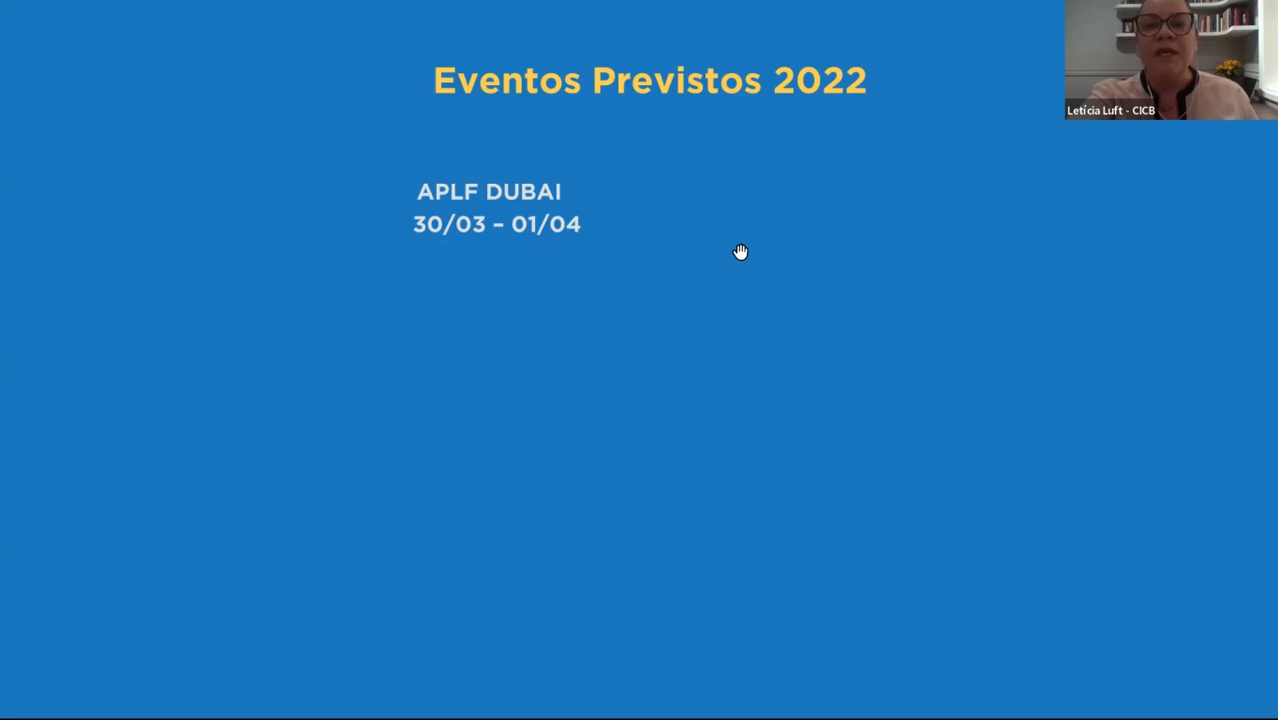 Eventos Previstos 2022
Letícia Luft - CICB
APLF DUBAI
30/03 – 01/04